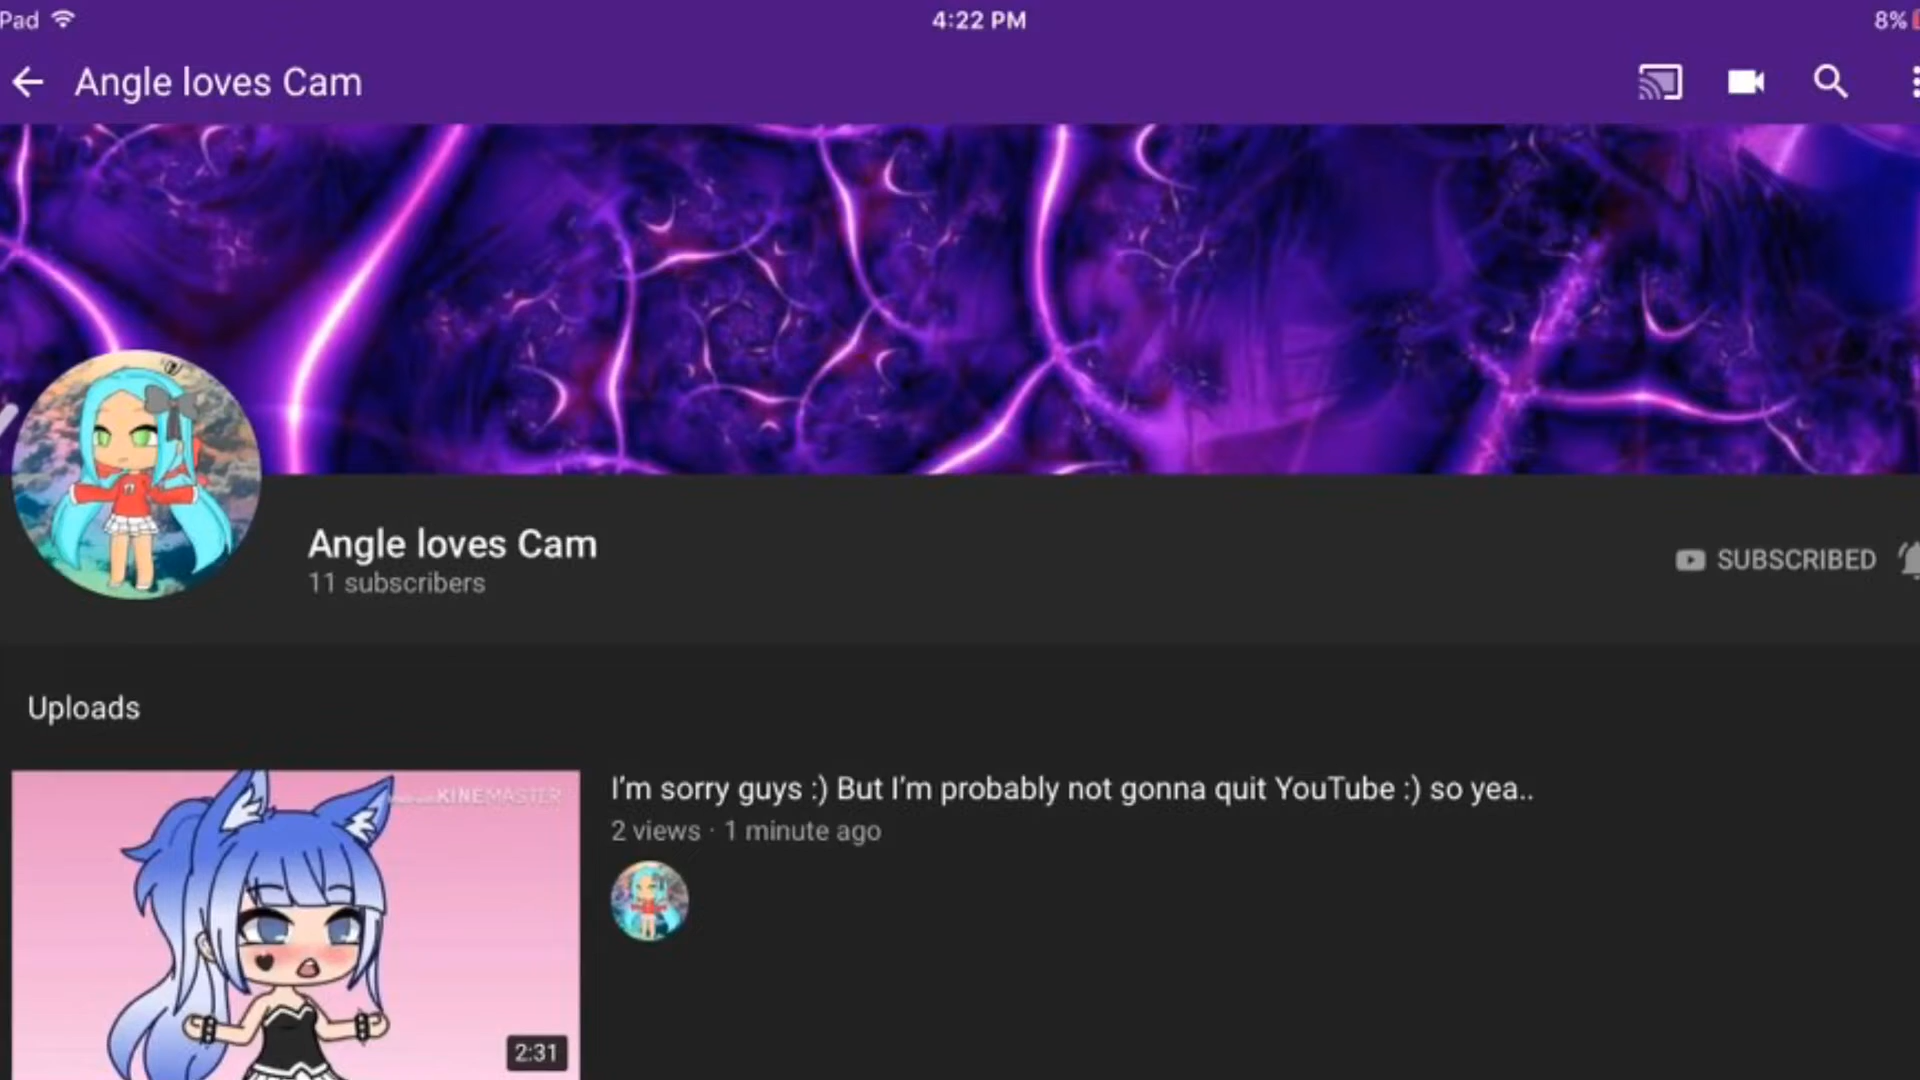 Pad
4:22 PM
8%
Angle loves Cam
Angle loves Cam
11 subscribers
SUBSCRIBED
Uploads
KINEMASTER
I'm sorry guys :) But I'm probably not gonna quit YouTube :) so yea..
2 views · 1 minute ago
2:31